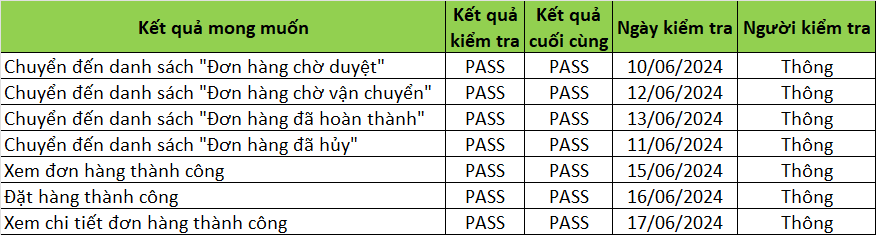 Kết quả mong muốn Kết quả kiểm tra Kết quả cuối cùng Ngày kiểm tra Người kiểm tra
Chuyển đến danh sách "Đơn hàng chờ duyệt" PASS PASS 10/06/2024 Thông
Chuyển đến danh sách "Đơn hàng chờ vận chuyển" PASS PASS 12/06/2024 Thông
Chuyển đến danh sách "Đơn hàng đã hoàn thành" PASS PASS 13/06/2024 Thông
Chuyển đến danh sách "Đơn hàng đã hủy" PASS PASS 11/06/2024 Thông
Xem đơn hàng thành công PASS PASS 15/06/2024 Thông
Đặt hàng thành công PASS PASS 16/06/2024 Thông
Xem chi tiết đơn hàng thành công PASS PASS 17/06/2024 Thông